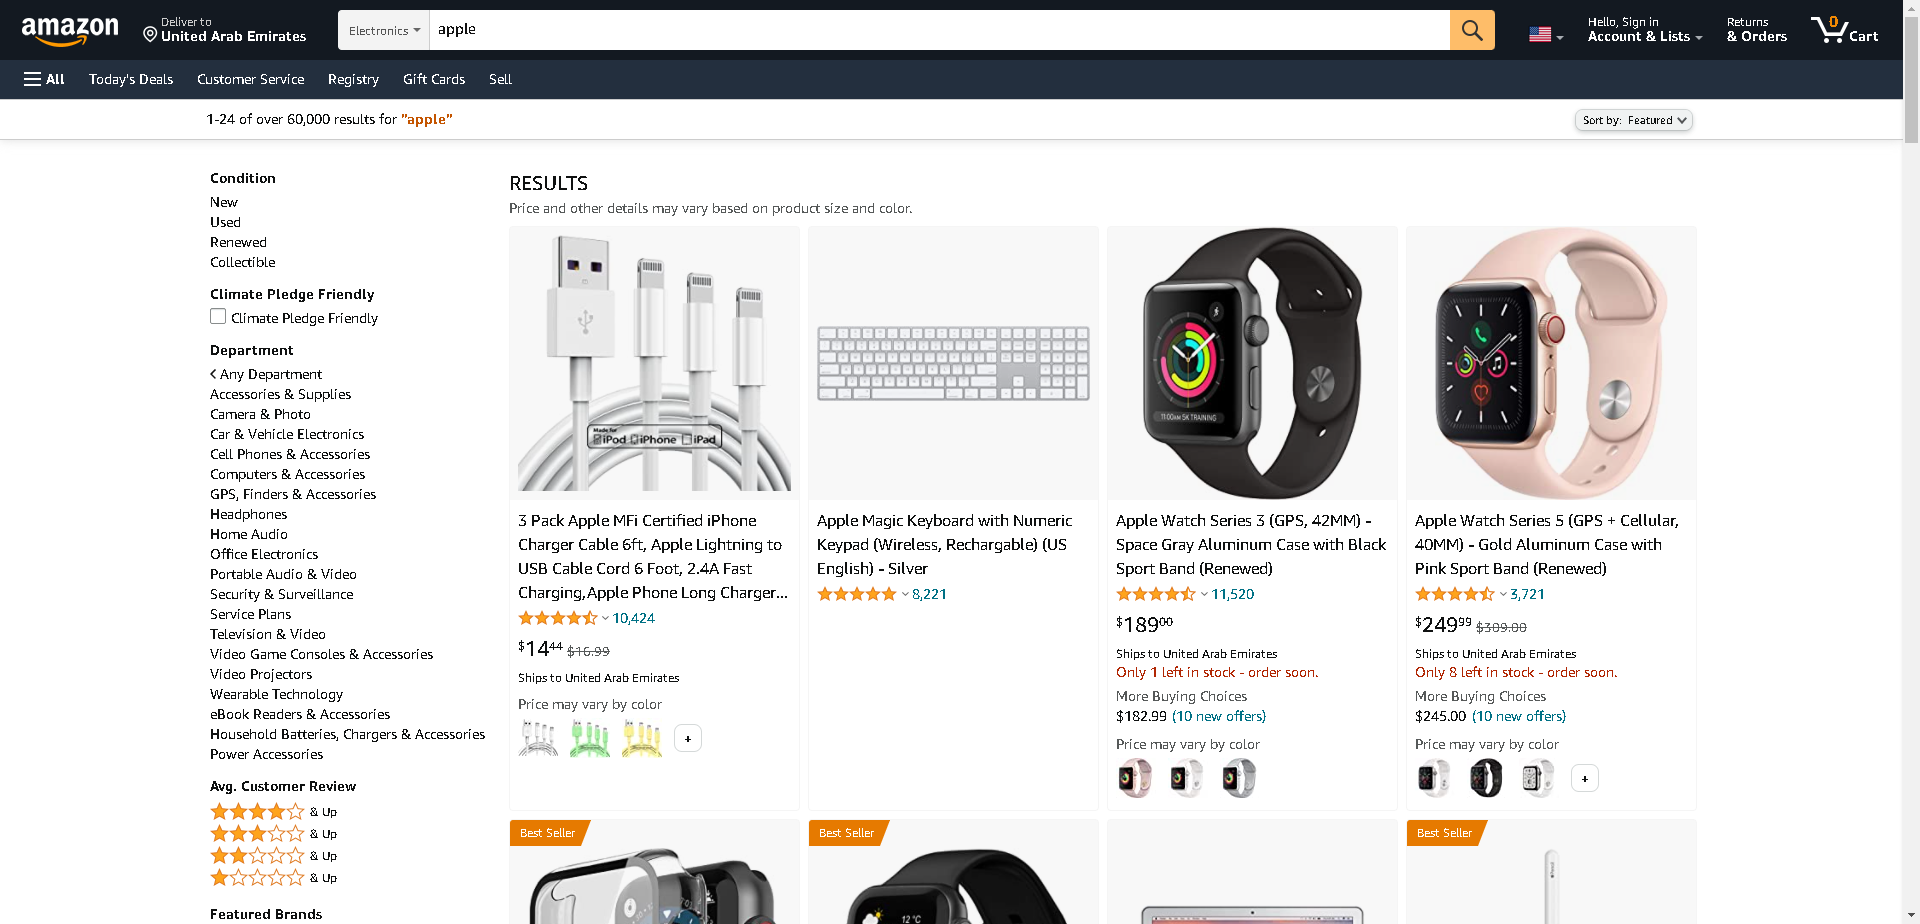 amazon
Deliver to
United Arab Emirates
Electronics
apple
Hello, Sign in
Account & Lists
Returns
& Orders
0
Cart
All
Today's Deals
Customer Service
Registry
Gift Cards
Sell
1-24 of over 60,000 results for "apple"
Sort by: Featured
Condition
New
Used
Renewed
Collectible
Climate Pledge Friendly
Climate Pledge Friendly
Department
Any Department
Accessories & Supplies
Camera & Photo
Car & Vehicle Electronics
Cell Phones & Accessories
Computers & Accessories
GPS, Finders & Accessories
Headphones
Home Audio
Office Electronics
Portable Audio & Video
Security & Surveillance
Service Plans
Television & Video
Video Game Consoles & Accessories
Video Projectors
Wearable Technology
eBook Readers & Accessories
Household Batteries, Chargers & Accessories
Power Accessories
Avg. Customer Review
& Up
& Up
& Up
& Up
Featured Brands
RESULTS
Price and other details may vary based on product size and color.
Made for
iPod iPhone iPad
3 Pack Apple MFi Certified iPhone
Charger Cable 6ft, Apple Lightning to
USB Cable Cord 6 Foot, 2.4A Fast
Charging,Apple Phone Long Charger...
10,424
$14.44 $16.99
Ships to United Arab Emirates
Price may vary by color
+
Apple Magic Keyboard with Numeric
Keypad (Wireless, Rechargable) (US
English) - Silver
8,221
11:00AM 5K TRAINING
Apple Watch Series 3 (GPS, 42MM) -
Space Gray Aluminum Case with Black
Sport Band (Renewed)
11,520
$189.00
Ships to United Arab Emirates
Only 1 left in stock - order soon.
More Buying Choices
$182.99 (10 new offers)
Price may vary by color
Apple Watch Series 5 (GPS + Cellular,
40MM) - Gold Aluminum Case with
Pink Sport Band (Renewed)
3,721
$249.99 $309.00
Ships to United Arab Emirates
Only 8 left in stock - order soon.
More Buying Choices
$245.00 (10 new offers)
Price may vary by color
+
Best Seller
Best Seller
12 °C
Best Seller